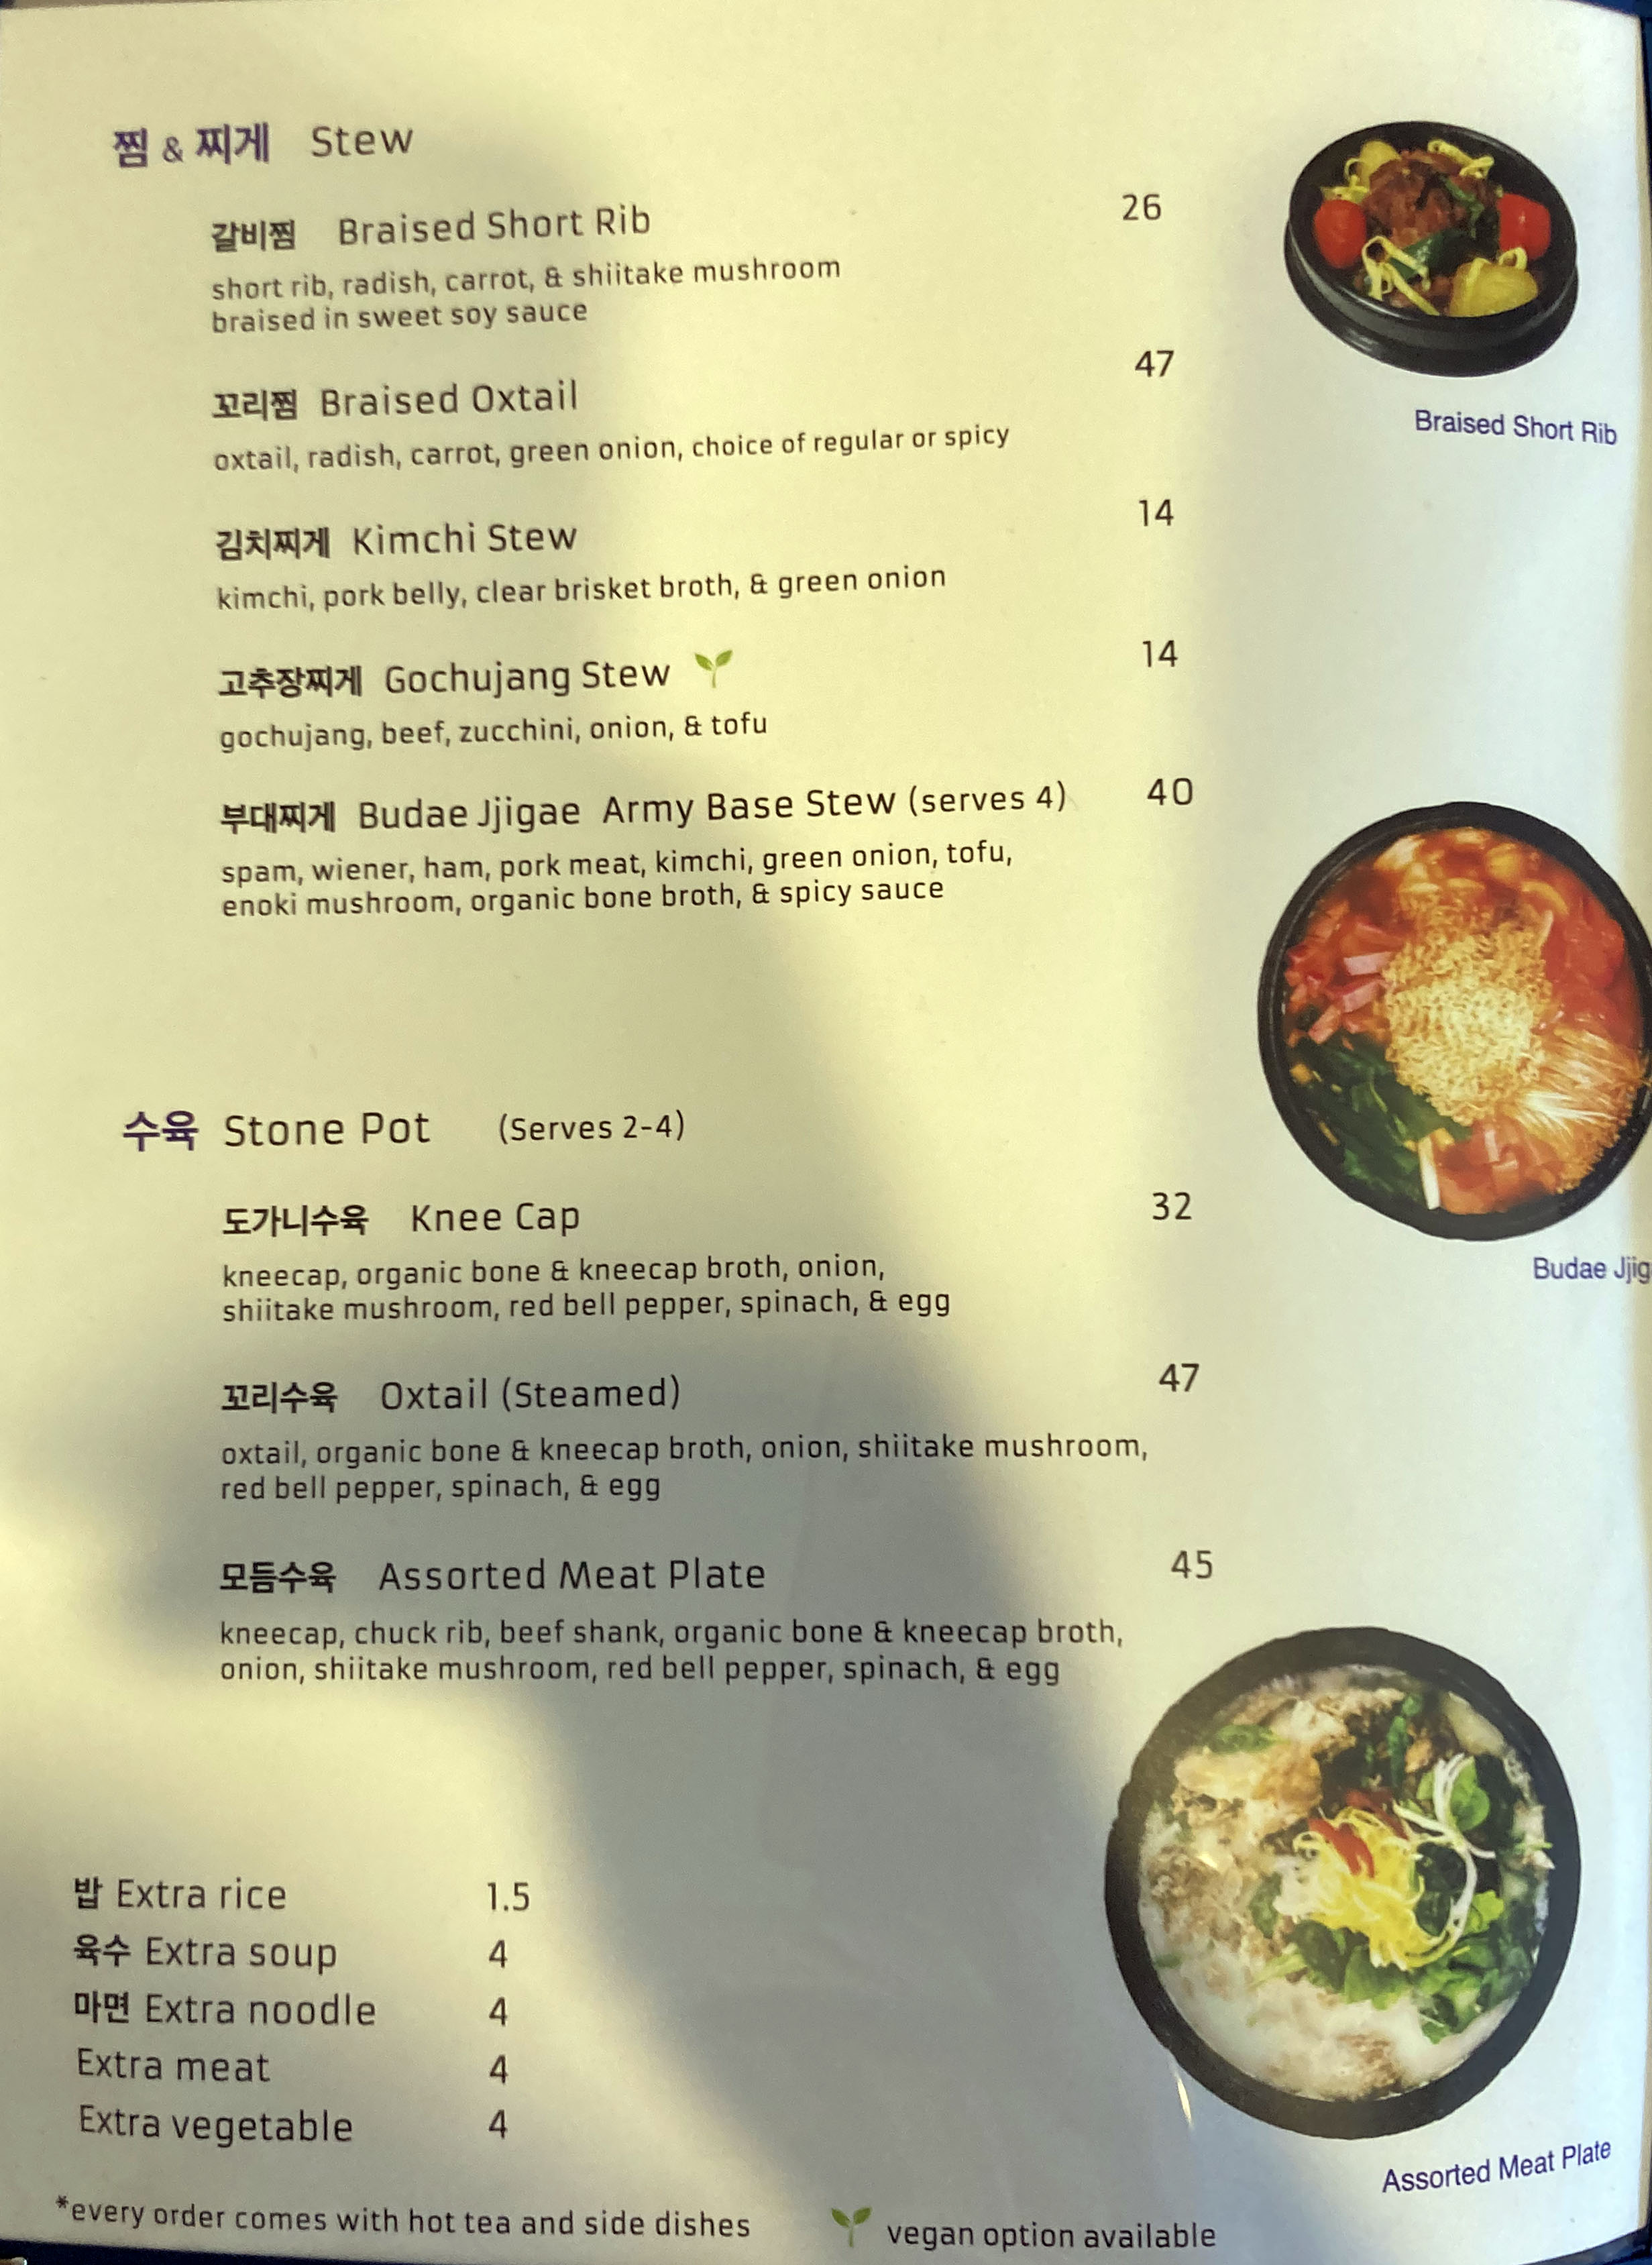 찜 & 찌게 Stew
갈비찜 Braised Short Rib 26
short rib, radish, carrot, & shiitake mushroom
braised in sweet soy sauce
Braised Short Rib
꼬리찜 Braised Oxtail 47
oxtail, radish, carrot, green onion, choice of regular or spicy
김치찌게 Kimchi Stew 14
kimchi, pork belly, clear brisket broth, & green onion
고추장찌게 Gochujang Stew 14
gochujang, beef, zucchini, onion, & tofu
부대찌게 Budae Jjigae Army Base Stew (serves 4) 40
spam, wiener, ham, pork meat, kimchi, green onion, tofu,
enoki mushroom, organic bone broth, & spicy sauce
Budae Jjig
수육 Stone Pot (Serves 2-4)
도가니수육 Knee Cap 32
kneecap, organic bone & kneecap broth, onion,
shiitake mushroom, red bell pepper, spinach, & egg
꼬리수육 Oxtail (Steamed) 47
oxtail, organic bone & kneecap broth, onion, shiitake mushroom,
red bell pepper, spinach, & egg
모듬수육 Assorted Meat Plate 45
kneecap, chuck rib, beef shank, organic bone & kneecap broth,
onion, shiitake mushroom, red bell pepper, spinach, & egg
Assorted Meat Plate
밥 Extra rice 1.5
육수 Extra soup 4
마면 Extra noodle 4
Extra meat 4
Extra vegetable 4
*every order comes with hot tea and side dishes
vegan option available